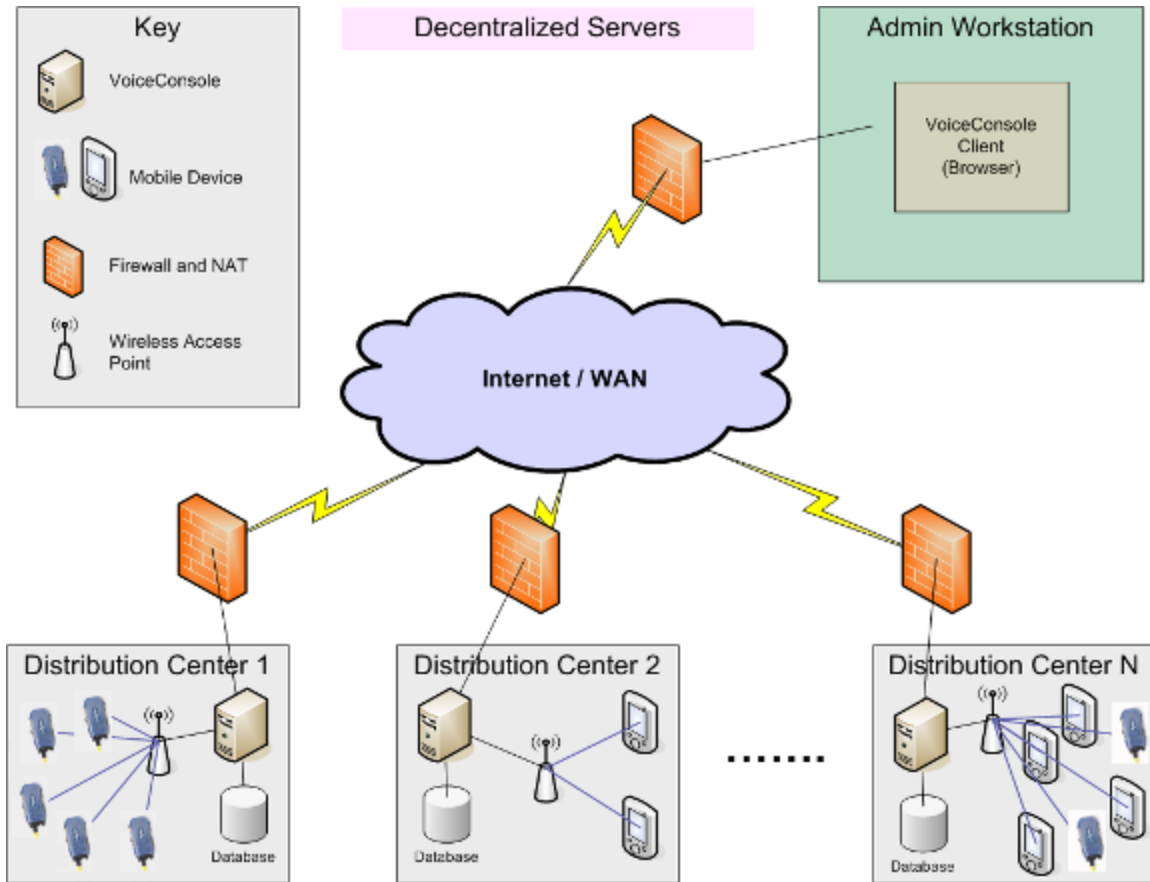 Key
VoiceConsole
Mobile Device
Firewall and NAT
Wireless Access
Point
Decentralized Servers
Admin Workstation
VoiceConsole
Client
(Browser)
Internet / WAN
Distribution Center 1
Database
Distribution Center 2
Database
.......
Distribution Center N
Database